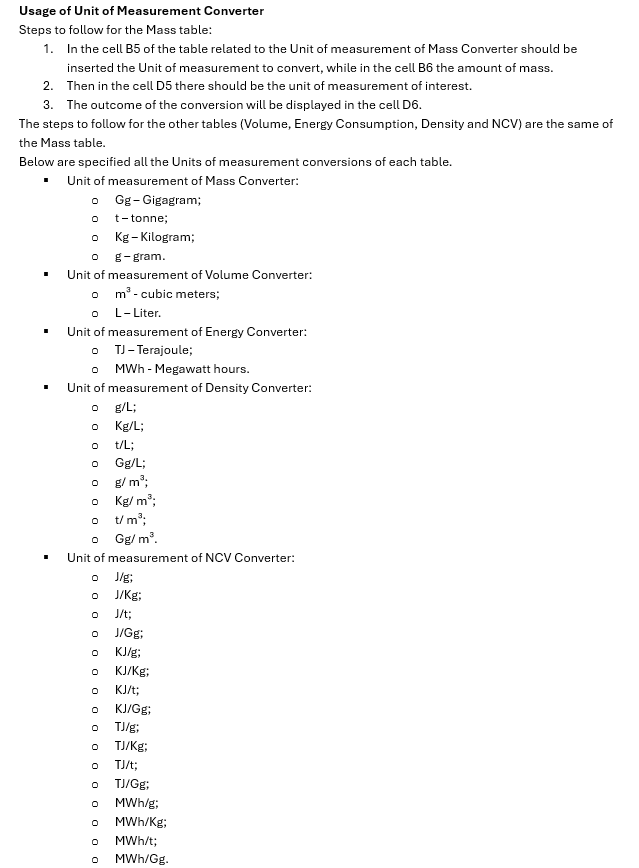 Usage of Unit of Measurement Converter
Steps to follow for the Mass table:
1. In the cell B5 of the table related to the Unit of measurement of Mass Converter should be
inserted the Unit of measurement to convert, while in the cell B6 the amount of mass.
2. Then in the cell D5 there should be the unit of measurement of interest.
3. The outcome of the conversion will be displayed in the cell D6.
The steps to follow for the other tables (Volume, Energy Consumption, Density and NCV) are the same of
the Mass table.
Below are specified all the Units of measurement conversions of each table.
▪ Unit of measurement of Mass Converter:
o Gg – Gigagram;
o t – tonne;
o Kg – Kilogram;
o g – gram.
▪ Unit of measurement of Volume Converter:
o m³ - cubic meters;
o L – Liter.
▪ Unit of measurement of Energy Converter:
o TJ – Terajoule;
o MWh - Megawatt hours.
▪ Unit of measurement of Density Converter:
o g/L;
o Kg/L;
o t/L;
o Gg/L;
o g/ m³;
o Kg/ m³;
o t/ m³;
o Gg/ m³.
▪ Unit of measurement of NCV Converter:
o J/g;
o J/Kg;
o J/t;
o J/Gg;
o KJ/g;
o KJ/Kg;
o KJ/t;
o KJ/Gg;
o TJ/g;
o TJ/Kg;
o TJ/t;
o TJ/Gg;
o MWh/g;
o MWh/Kg;
o MWh/t;
o MWh/Gg.